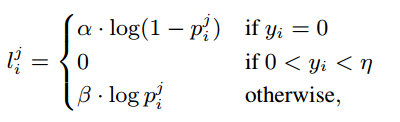 α · log(1 − p_i^j) if y_i = 0
l_i^j = { 0 if 0 < y_i < η
β · log p_i^j otherwise,